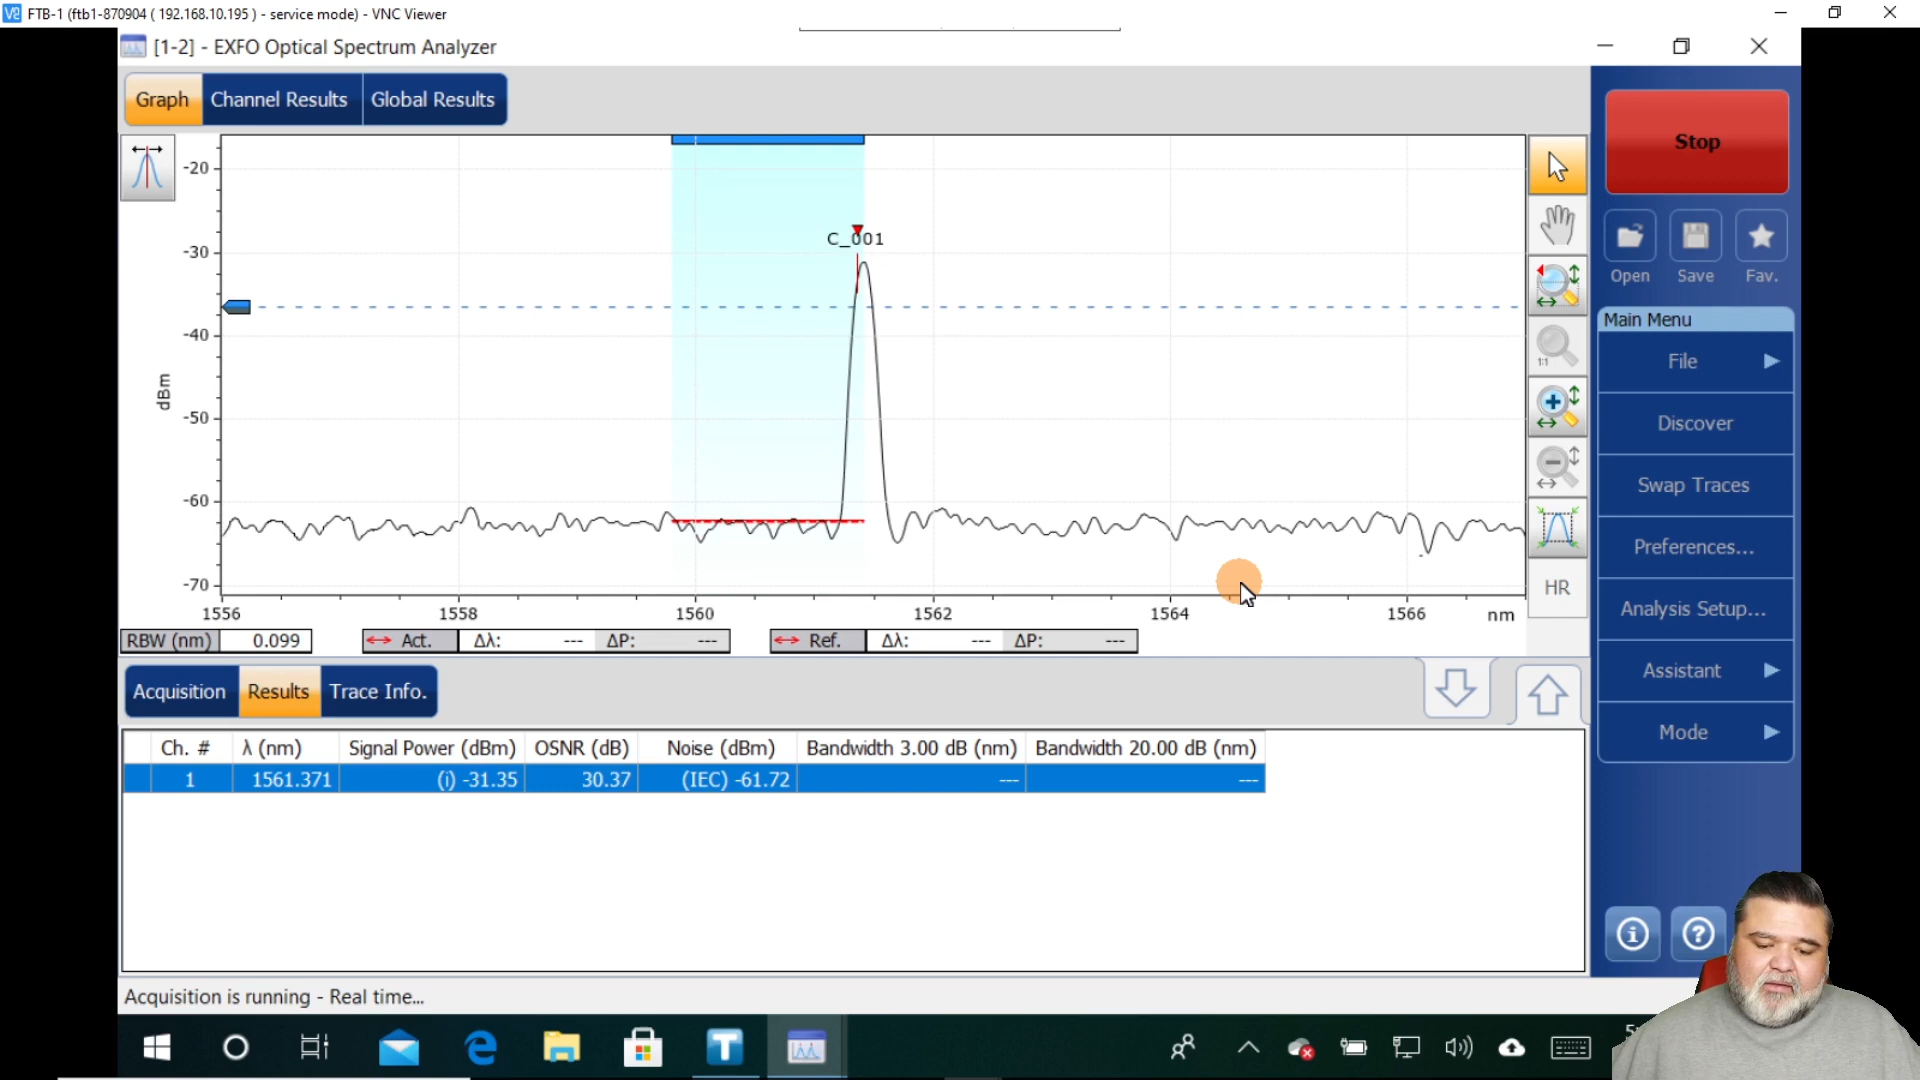 V2 FTB-1 (ftb1-870904 ( 192.168.10.195 ) - service mode) - VNC Viewer
[1-2] - EXFO Optical Spectrum Analyzer
Graph Channel Results Global Results
Stop
Open Save Fav.
Main Menu
File
Discover
Swap Traces
Preferences...
Analysis Setup...
Assistant
Mode
-20
-30
-40
-50
-60
-70
dBm
C_001
1:1
HR
1556 1558 1560 1562 1564 1566 nm
RBW (nm) 0.099 Act. Δλ: --- ΔP: --- Ref. Δλ: --- ΔP: ---
Acquisition Results Trace Info.
Ch. # λ (nm) Signal Power (dBm) OSNR (dB) Noise (dBm) Bandwidth 3.00 dB (nm) Bandwidth 20.00 dB (nm)
1 1561.371 (i) -31.35 30.37 (IEC) -61.72 --- ---
Acquisition is running - Real time...